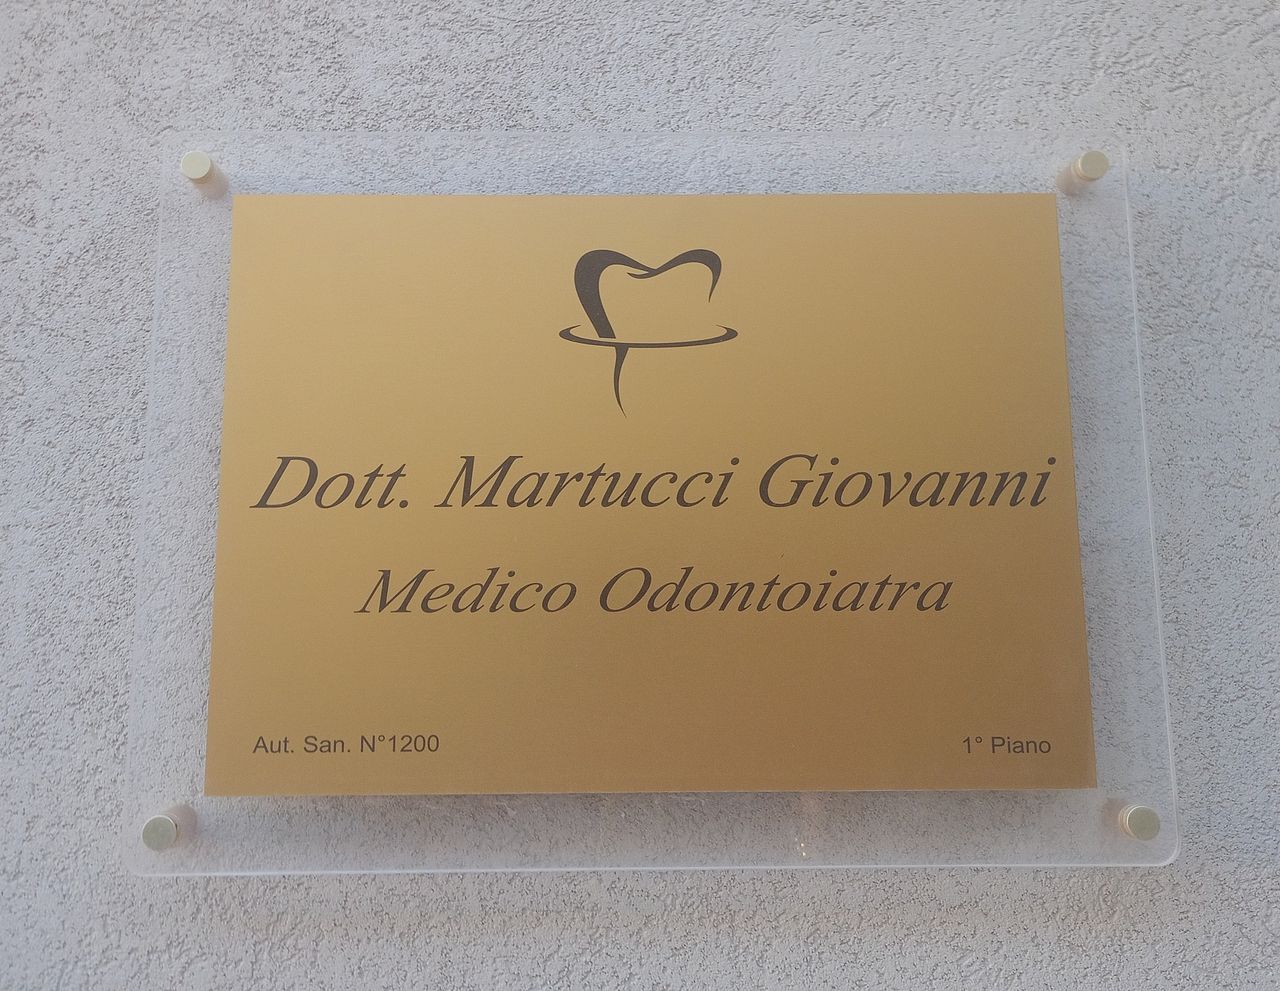 Dott. Martucci Giovanni
Medico Odontoiatra
Aut. San. N°1200
1° Piano